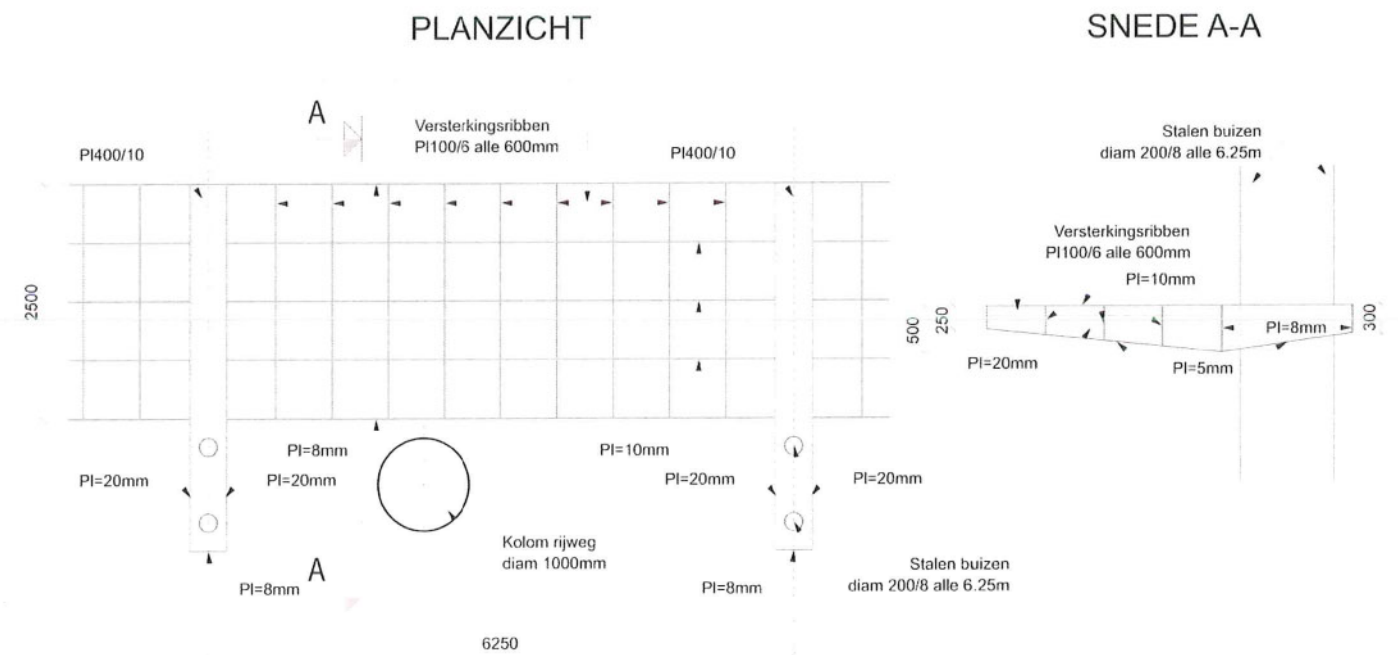 PLANZICHT
SNEDE A-A
A
Versterkingsribben
Pl100/6 alle 600mm
Pl400/10
Pl400/10
2500
Pl=8mm
Pl=10mm
Pl=20mm
Pl=20mm
Pl=20mm
Pl=20mm
Kolom rijweg
diam 1000mm
A
Pl=8mm
Pl=8mm
Stalen buizen
diam 200/8 alle 6.25m
6250
Stalen buizen
diam 200/8 alle 6.25m
Versterkingsribben
Pl100/6 alle 600mm
Pl=10mm
500
250
Pl=8mm
300
Pl=20mm
Pl=5mm